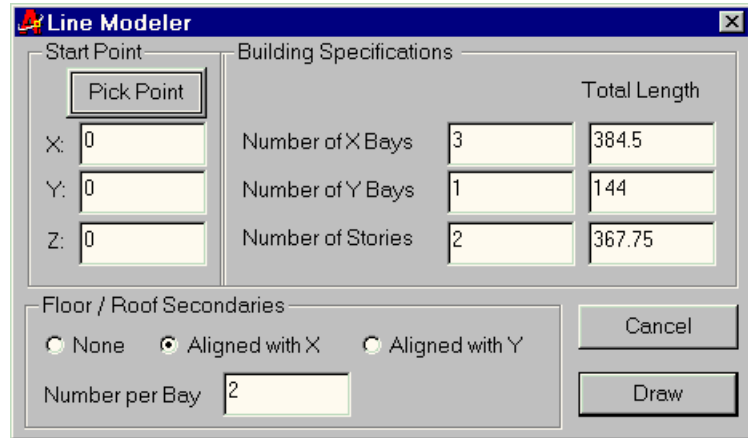 Line Modeler
Start Point
Pick Point
X: 0
Y: 0
Z: 0
Building Specifications
Total Length
Number of X Bays 3 384.5
Number of Y Bays 1 144
Number of Stories 2 367.75
Floor / Roof Secondaries
None Aligned with X Aligned with Y
Number per Bay 2
Cancel
Draw